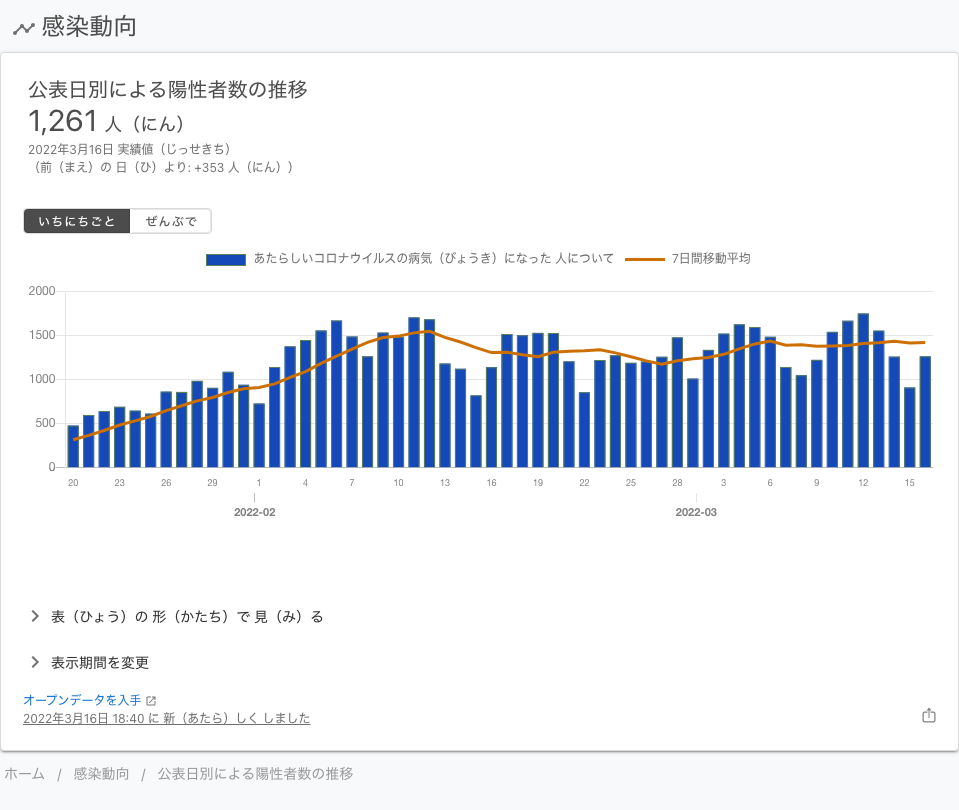 感染動向
公表日別による陽性者数の推移
1,261 人（にん）
2022年3月16日 実績値（じっせきち）
（前（まえ）の 日（ひ）より: +353 人（にん））
いちにちごと ぜんぶで
あたらしいコロナウイルスの病気（びょうき）になった 人について 7日間移動平均
2000
1500
1000
500
0
20 23 26 29 1 4 7 10 13 16 19 22 25 28 3 6 9 12 15
2022-02 2022-03
表（ひょう）の 形（かたち）で 見（み）る
表示期間を変更
オープンデータを入手
2022年3月16日 18:40 に 新（あたら）しく しました
ホーム / 感染動向 / 公表日別による陽性者数の推移